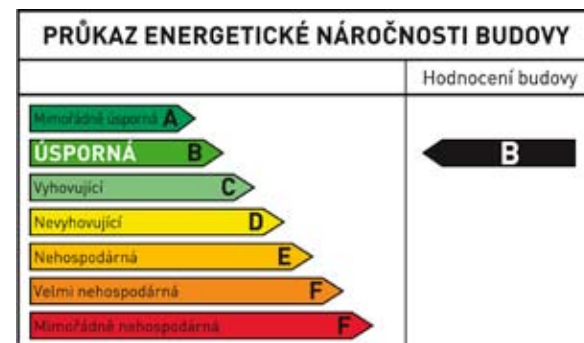 PRŮKAZ ENERGETICKÉ NÁROČNOSTI BUDOVY
Hodnocení budovy
Mimořádně úsporná A
ÚSPORNÁ B
B
Vyhovující C
Nevyhovující D
Nehospodárná E
Velmi nehospodárná F
Mimořádně nehospodárná F